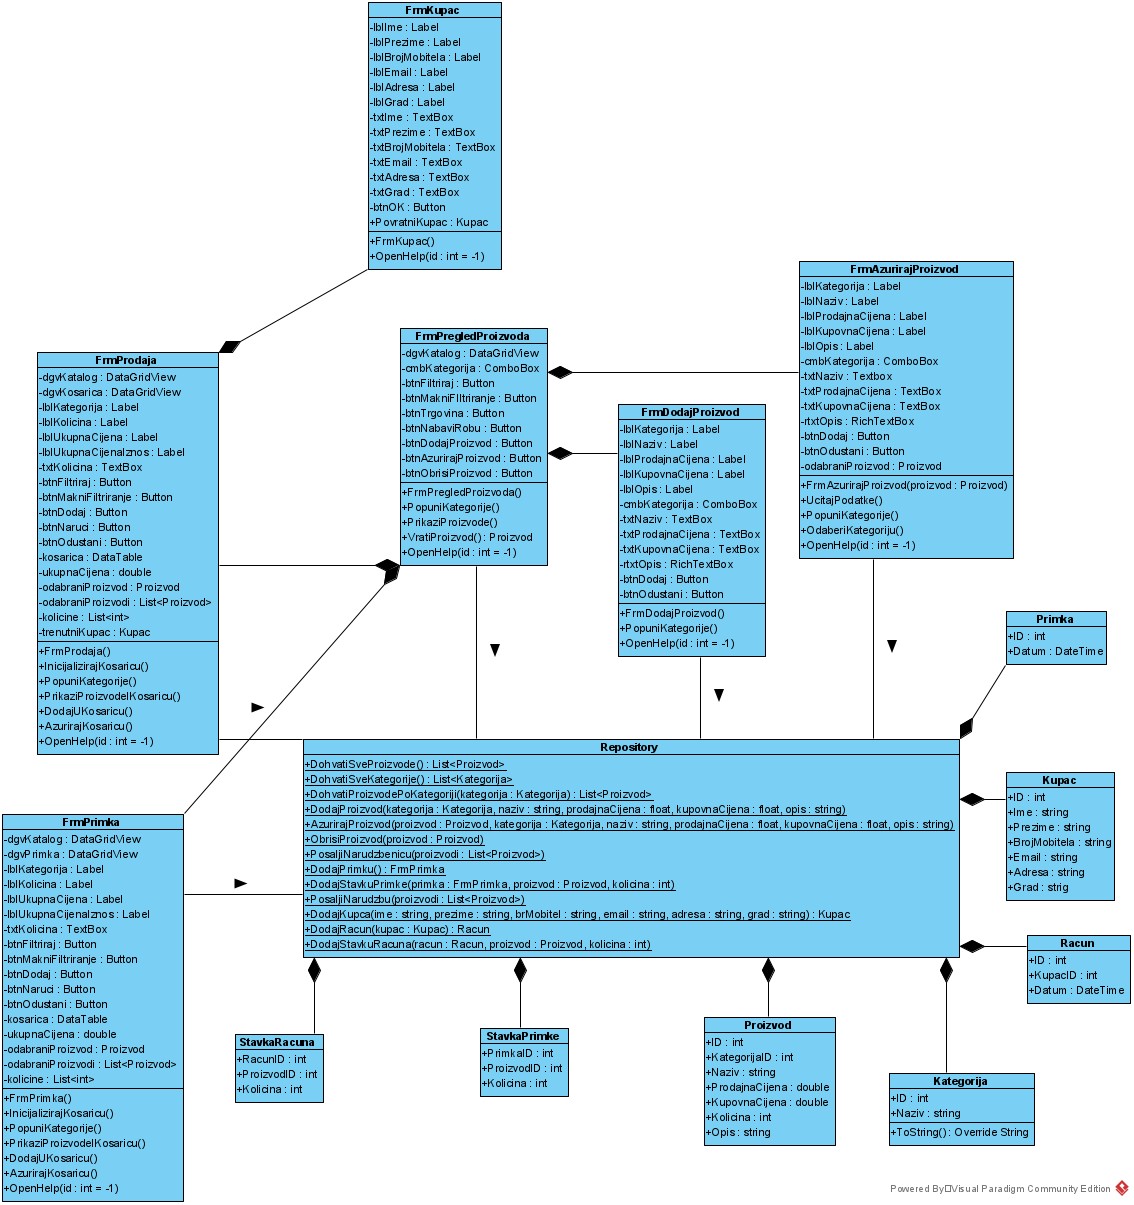 FrmKupac
-lblIme : Label
-lblPrezime : Label
-lblBrojMobitela : Label
-lblEmail : Label
-lblAdresa : Label
-lblGrad : Label
-txtIme : TextBox
-txtPrezime : TextBox
-txtBrojMobitela : TextBox
-txtEmail : TextBox
-txtAdresa : TextBox
-txtGrad : TextBox
-btnOK : Button
+PovratniKupac : Kupac
+FrmKupac()
+OpenHelp(id : int = -1)
FrmAzurirajProizvod
-lblKategorija : Label
-lblNaziv : Label
-lblProdajnaCijena : Label
-lblKupovnaCijena : Label
-lblOpis : Label
-cmbKategorija : ComboBox
-txtNaziv : Textbox
-txtProdajnaCijena : TextBox
-txtKupovnaCijena : TextBox
-rtxtOpis : RichTextBox
-btnDodaj : Button
-btnOdustani : Button
-odabraniProizvod : Proizvod
+FrmAzurirajProizvod(proizvod : Proizvod)
+UcitajPodatke()
+PopuniKategorije()
+OdaberiKategoriju()
+OpenHelp(id : int = -1)
FrmPregledProizvoda
-dgvKatalog : DataGridView
-cmbKategorija : ComboBox
-btnFiltriraj : Button
-btnMakniFIltriranje : Button
-btnTrgovina : Button
-btnNabaviRobu : Button
-btnDodajProizvod : Button
-btnAzurirajProizvod : Button
-btnObrisiProizvod : Button
+FrmPregledProizvoda()
+PopuniKategorije()
+PrikaziProizvode()
+VratiProizvod() : Proizvod
+OpenHelp(id : int = -1)
FrmProdaja
-dgvKatalog : DataGridView
-dgvKosarica : DataGridView
-lblKategorija : Label
-lblKolicina : Label
-lblUkupnaCijena : Label
-lblUkupnaCijenaIznos : Label
-txtKolicina : TextBox
-btnFiltriraj : Button
-btnMakniFiltriranje : Button
-btnDodaj : Button
-btnNaruci : Button
-btnOdustani : Button
-kosarica : DataTable
-ukupnaCijena : double
-odabraniProizvod : Proizvod
-odabraniProizvodi : List<Proizvod>
-kolicine : List<int>
-trenutniKupac : Kupac
+FrmProdaja()
+InicijalizirajKosaricu()
+PopuniKategorije()
+PrikaziProizvodeIKosaricu()
+DodajUKosaricu()
+AzurirajKosaricu()
+OpenHelp(id : int = -1)
FrmDodajProizvod
-lblKategorija : Label
-lblNaziv : Label
-lblProdajnaCijena : Label
-lblKupovnaCijena : Label
-lblOpis : Label
-cmbKategorija : ComboBox
-txtNaziv : TextBox
-txtProdajnaCijena : TextBox
-txtKupovnaCijena : TextBox
-rtxtOpis : RichTextBox
-btnDodaj : Button
-btnOdustani : Button
+FrmDodajProizvod()
+PopuniKategorije()
+OpenHelp(id : int = -1)
Primka
+ID : int
+Datum : DateTime
Repository
+DohvatiSveProizvode() : List<Proizvod>
+DohvatiSveKategorije() : List<Kategorija>
+DohvatiProizvodePoKategoriji(kategorija : Kategorija) : List<Proizvod>
+DodajProizvod(kategorija : Kategorija, naziv : string, prodajnaCijena : float, kupovnaCijena : float, opis : string)
+AzurirajProizvod(proizvod : Proizvod, kategorija : Kategorija, naziv : string, prodajnaCijena : float, kupovnaCijena : float, opis : string)
+ObrisiProizvod(proizvod : Proizvod)
+PosaljiNarudzbenicu(proizvodi : List<Proizvod>)
+DodajPrimku() : FrmPrimka
+DodajStavkuPrimke(primka : FrmPrimka, proizvod : Proizvod, kolicina : int)
+PosaljiNarudzbu(proizvodi : List<Proizvod>)
+DodajKupca(ime : string, prezime : string, brMobitel : string, email : string, adresa : string, grad : string) : Kupac
+DodajRacun(kupac : Kupac) : Racun
+DodajStavkuRacuna(racun : Racun, proizvod : Proizvod, kolicina : int)
Kupac
+ID : int
+Ime : string
+Prezime : string
+BrojMobitela : string
+Email : string
+Adresa : string
+Grad : strig
FrmPrimka
-dgvKatalog : DataGridView
-dgvPrimka : DataGridView
-lblKategorija : Label
-lblKolicina : Label
-lblUkupnaCijena : Label
-lblUkupnaCijenaIznos : Label
-txtKolicina : TextBox
-btnFiltriraj : Button
-btnMakniFiltriranje : Button
-btnDodaj : Button
-btnNaruci : Button
-btnOdustani : Button
-kosarica : DataTable
-ukupnaCijena : double
-odabraniProizvod : Proizvod
-odabraniProizvodi : List<Proizvod>
-kolicine : List<int>
+FrmPrimka()
+InicijalizirajKosaricu()
+PopuniKategorije()
+PrikaziProizvodeIKosaricu()
+DodajUKosaricu()
+AzurirajKosaricu()
+OpenHelp(id : int = -1)
Racun
+ID : int
+KupacID : int
+Datum : DateTime
StavkaRacuna
+RacunID : int
+ProizvodID : int
+Kolicina : int
StavkaPrimke
+PrimkaID : int
+ProizvodID : int
+Kolicina : int
Proizvod
+ID : int
+KategorijaID : int
+Naziv : string
+ProdajnaCijena : double
+KupovnaCijena : double
+Kolicina : int
+Opis : string
Kategorija
+ID : int
+Naziv : string
+ToString() : Override String
Powered By Visual Paradigm Community Edition